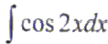 ∫ cos 2xdx